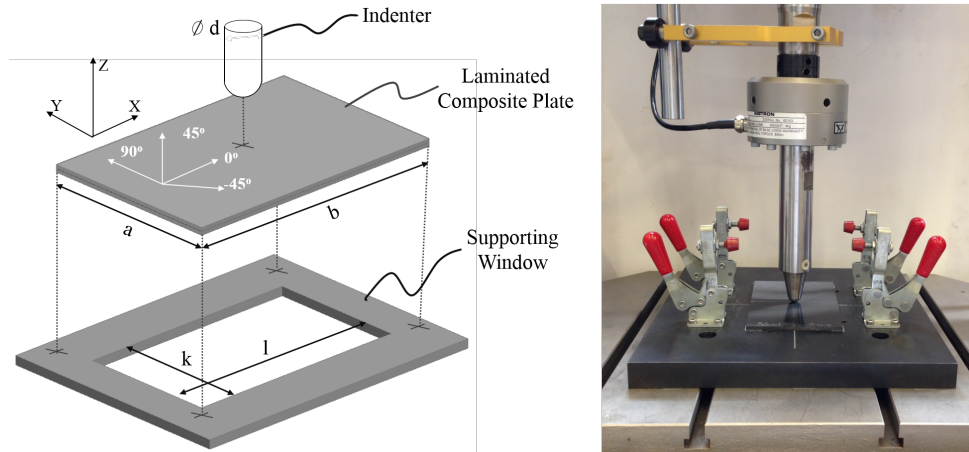 Ø d
Indenter
Z
Y
X
Laminated
Composite Plate
45°
90°
0°
-45°
a
b
Supporting
Window
k
l